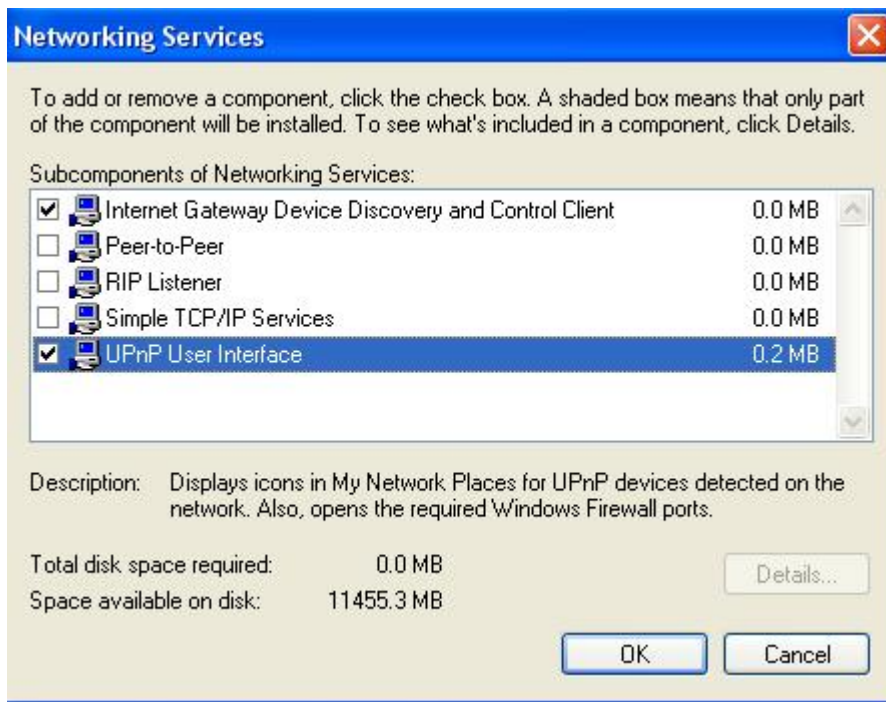 Networking Services
To add or remove a component, click the check box. A shaded box means that only part
of the component will be installed. To see what's included in a component, click Details.
Subcomponents of Networking Services:
Internet Gateway Device Discovery and Control Client 0.0 MB
Peer-to-Peer 0.0 MB
RIP Listener 0.0 MB
Simple TCP/IP Services 0.0 MB
UPnP User Interface 0.2 MB
Description: Displays icons in My Network Places for UPnP devices detected on the
network. Also, opens the required Windows Firewall ports.
Total disk space required: 0.0 MB
Space available on disk: 11455.3 MB
Details...
OK Cancel